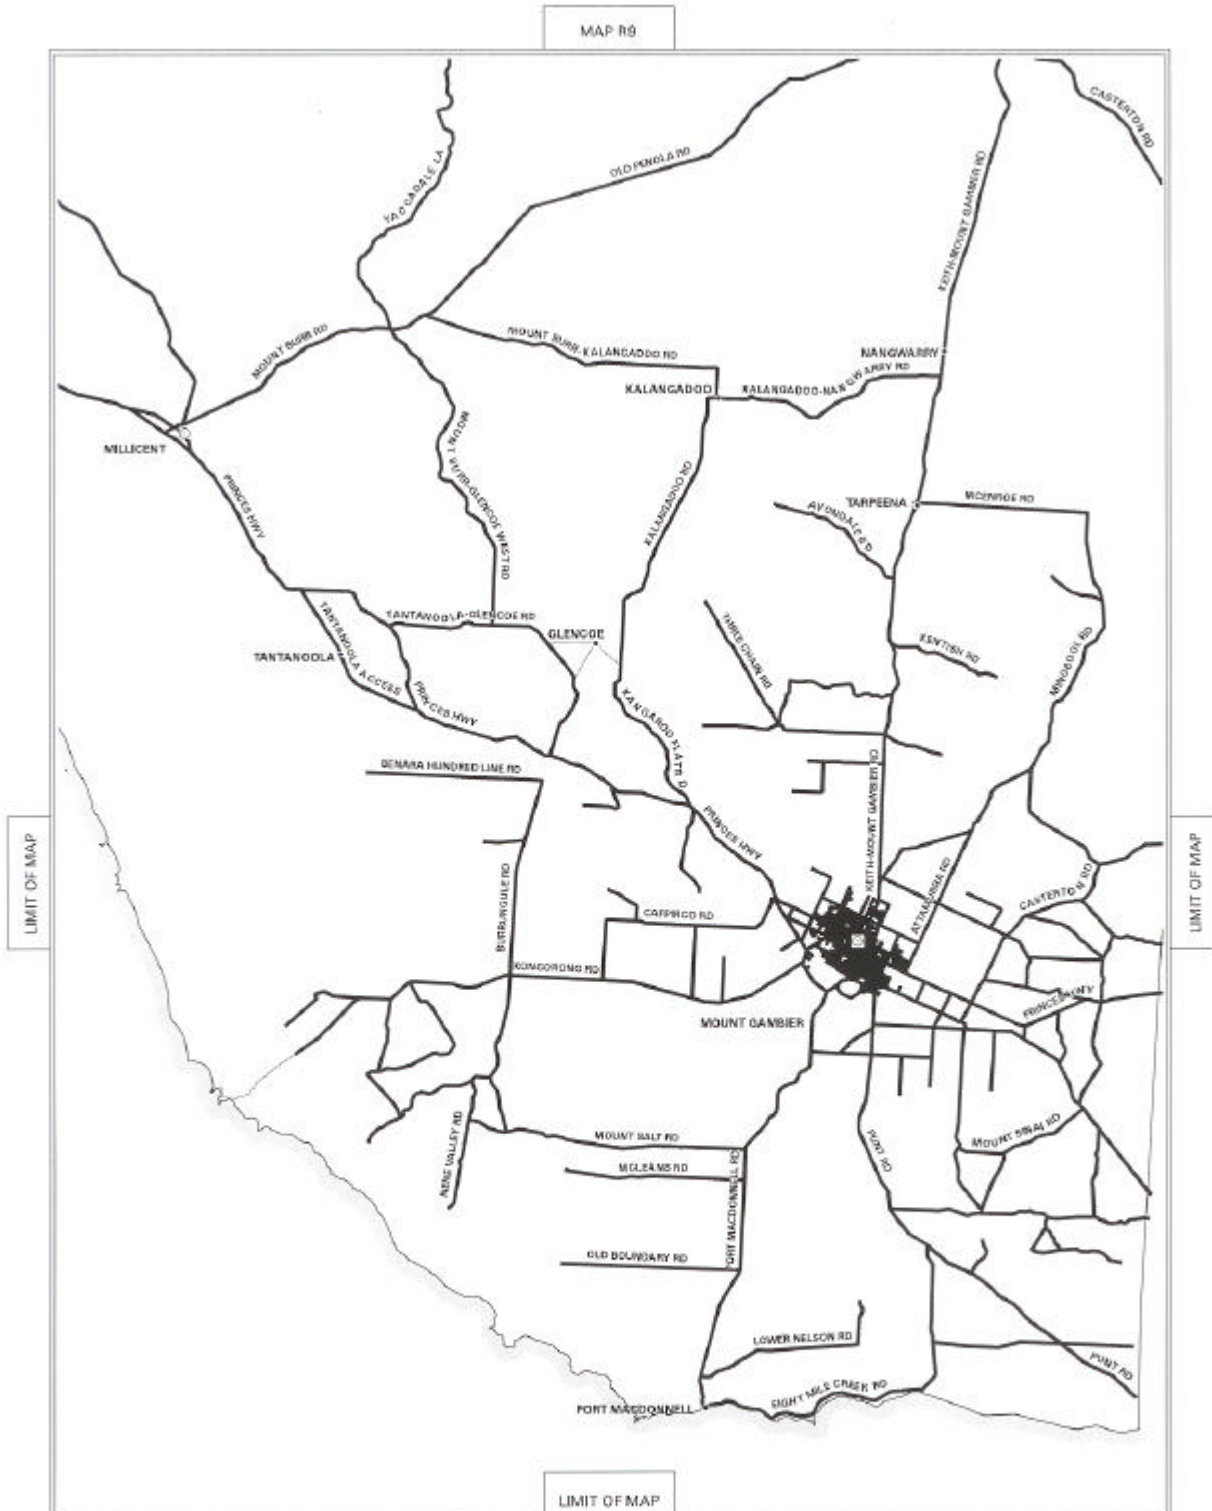 MAP R9
CASTERTON RD
OLD PENOLA RD
YACCADALE LA
KEITH-MOUNT GAMBIER RD
MOUNT BURR RD
MOUNT BURR-KALANGADOO RD
NANGWARRY
KALANGADOO
KALANGADOO-NANGWARRY RD
MILLICENT
MOUNT BURR-GLENCOE WEST RD
PRINCES HWY
KALANGADOO RD
TARPEENA
MCENROE RD
AVONDALE RD
TANTANOOLA-GLENCOE RD
GLENCOE
TANTANOOLA
TANTANOOLA ACCESS
PRINCES HWY
THREE CHAIN RD
KENTISH RD
MINGBOOL RD
KANGAROO FLAT RD
BENARA HUNDRED LINE RD
KEITH-MOUNT GAMBIER RD
PRINCES HWY
LIMIT OF MAP
LIMIT OF MAP
BURRUNGULE RD
ATTAMURRA RD
CASTERTON RD
CAFPIRCO RD
KONGORONG RD
PRINCES HWY
MOUNT GAMBIER
NENE VALLEY RD
MOUNT SALT RD
MCLEANS RD
PORT MACDONNELL RD
PUNT RD
MOUNT SINAI RD
OLD BOUNDARY RD
LOWER NELSON RD
PUNT RD
EIGHT MILE CREEK RD
PORT MACDONNELL
LIMIT OF MAP